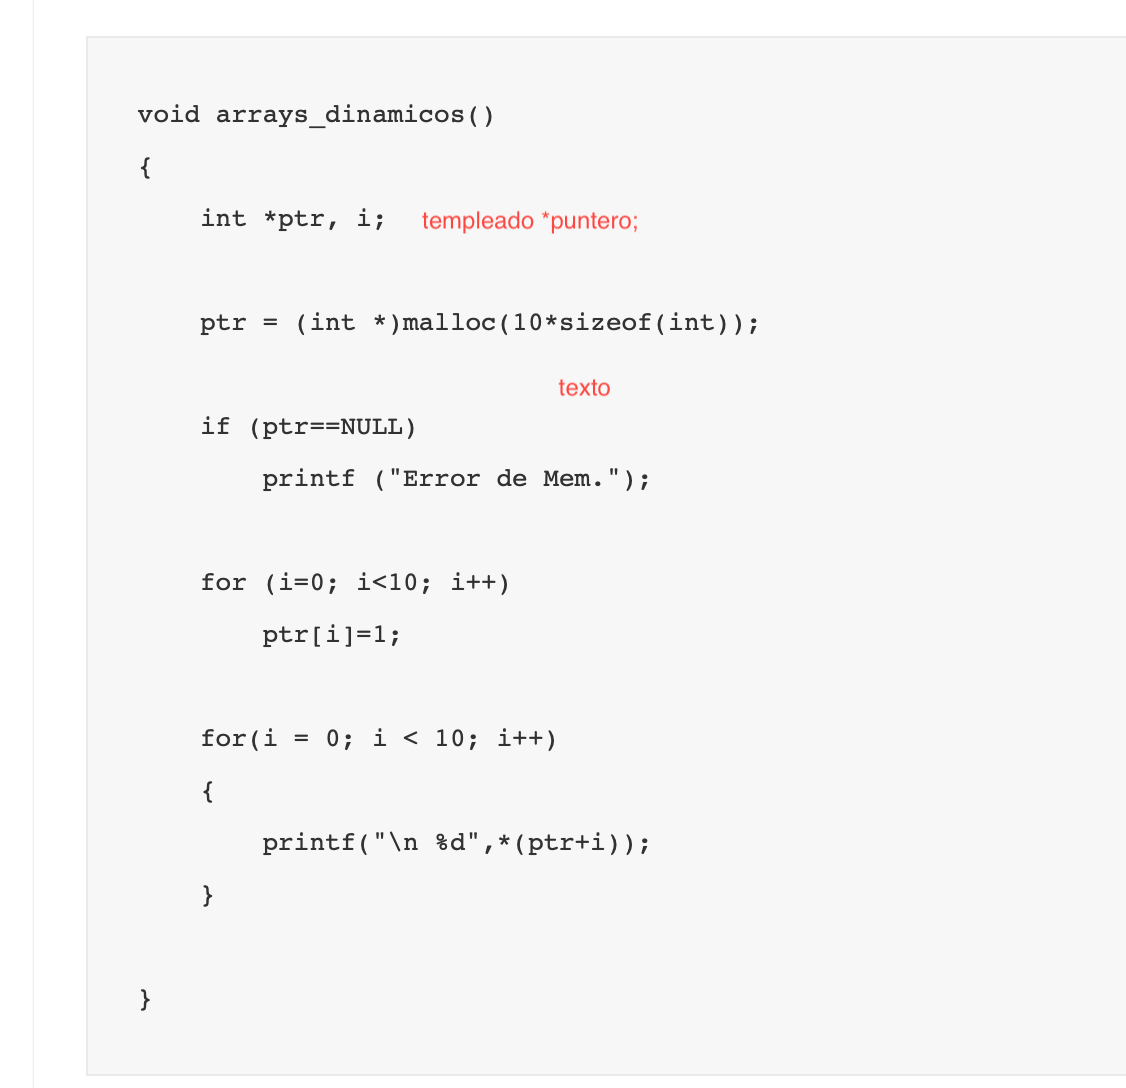 void arrays_dinamicos()
{
int *ptr, i; templeado *puntero;
ptr = (int *)malloc(10*sizeof(int));
texto
if (ptr==NULL)
printf ("Error de Mem.");
for (i=0; i<10; i++)
ptr[i]=1;
for(i = 0; i < 10; i++)
{
printf("\n %d",*(ptr+i));
}
}